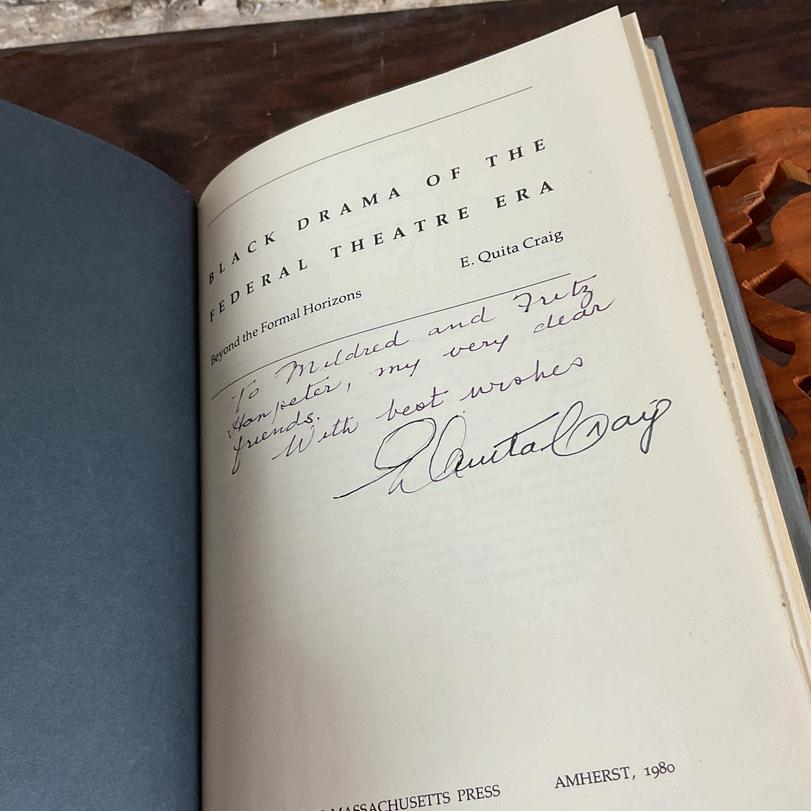 BLACK DRAMA OF THE
FEDERAL THEATRE ERA
Beyond the Formal Horizons
E. Quita Craig
To Mildred and Fritz
Hanpeter, my very dear
friends.
With best wishes
E Quita Craig
MASSACHUSETTS PRESS
AMHERST, 1980